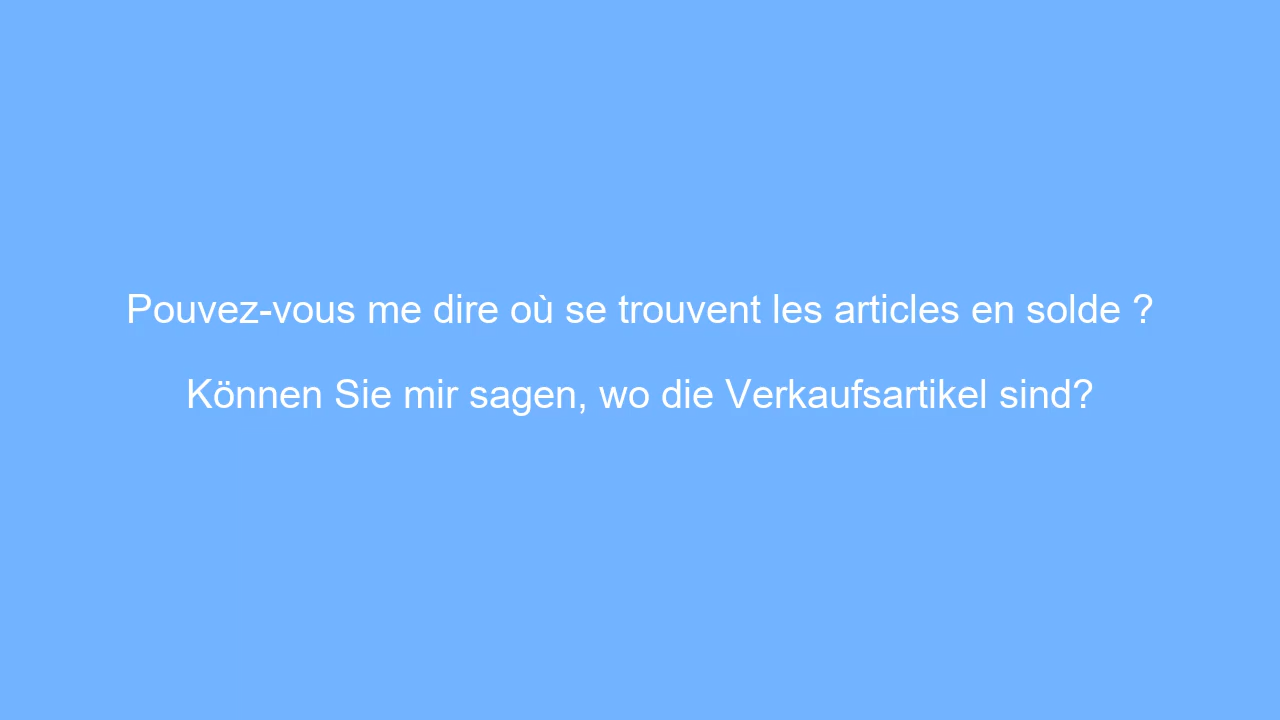 Pouvez-vous me dire où se trouvent les articles en solde ?
Können Sie mir sagen, wo die Verkaufsartikel sind?